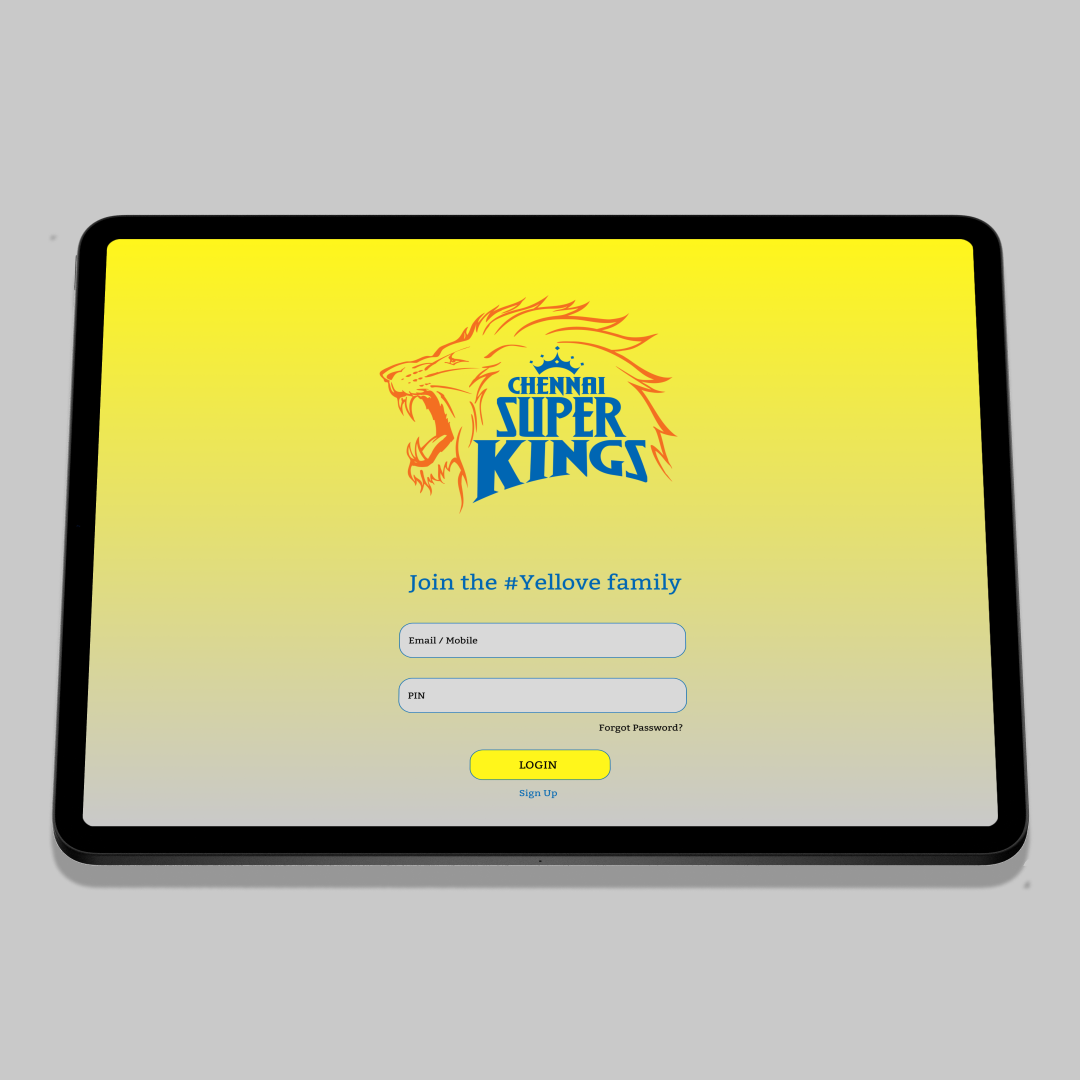 CHENNAI
SUPER
KINGS
Join the #Yellove family
Email / Mobile
PIN
Forgot Password?
LOGIN
Sign Up